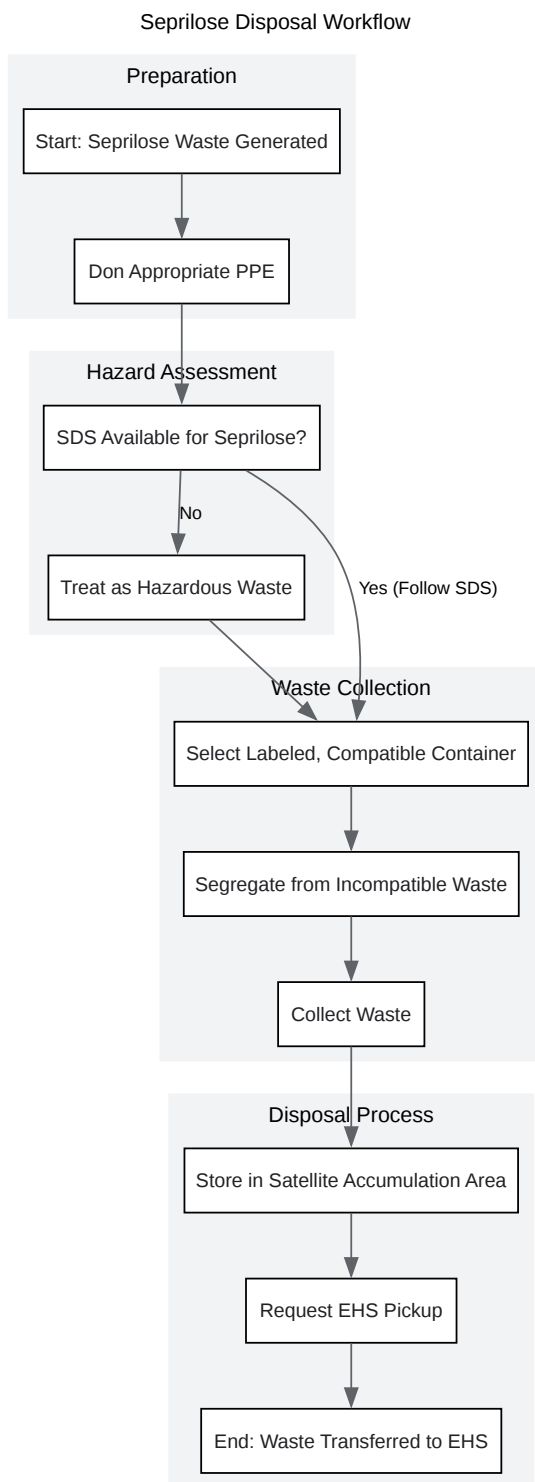 Seprilose Disposal Workflow
Preparation
Start: Seprilose Waste Generated
Don Appropriate PPE
Hazard Assessment
SDS Available for Seprilose?
No
Treat as Hazardous Waste
Yes (Follow SDS)
Waste Collection
Select Labeled, Compatible Container
Segregate from Incompatible Waste
Collect Waste
Disposal Process
Store in Satellite Accumulation Area
Request EHS Pickup
End: Waste Transferred to EHS